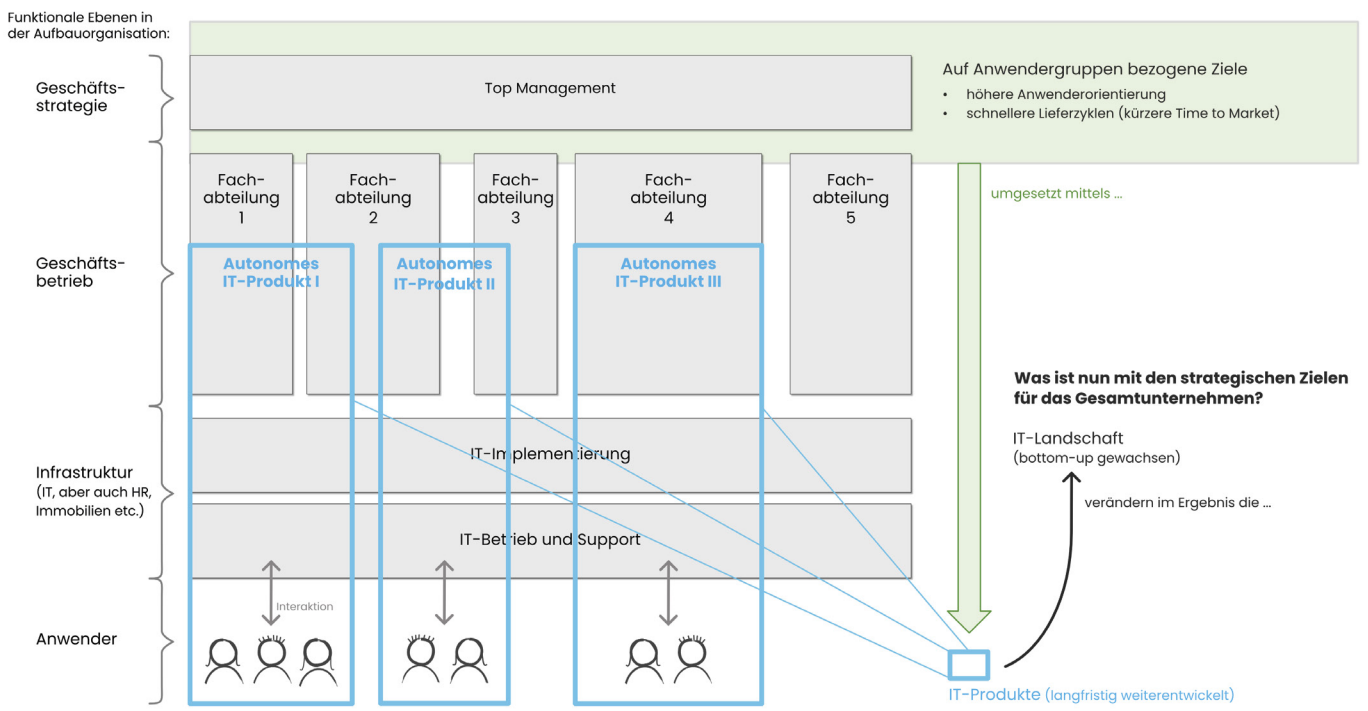 Funktionale Ebenen in
der Aufbauorganisation:
Geschäfts-
strategie
Top Management
Auf Anwendergruppen bezogene Ziele
• höhere Anwenderorientierung
• schnellere Lieferzyklen (kürzere Time to Market)
umgesetzt mittels ...
Geschäfts-
betrieb
Fach-
abteilung
1
Fach-
abteilung
2
Fach-
abteilung
3
Fach-
abteilung
4
Fach-
abteilung
5
Autonomes
IT-Produkt I
Autonomes
IT-Produkt II
Autonomes
IT-Produkt III
Was ist nun mit den strategischen Zielen
für das Gesamtunternehmen?
IT-Landschaft
(bottom-up gewachsen)
verändern im Ergebnis die ...
Infrastruktur
(IT, aber auch HR,
Immobilien etc.)
IT-Implementierung
IT-Betrieb und Support
Interaktion
Anwender
IT-Produkte (langfristig weiterentwickelt)